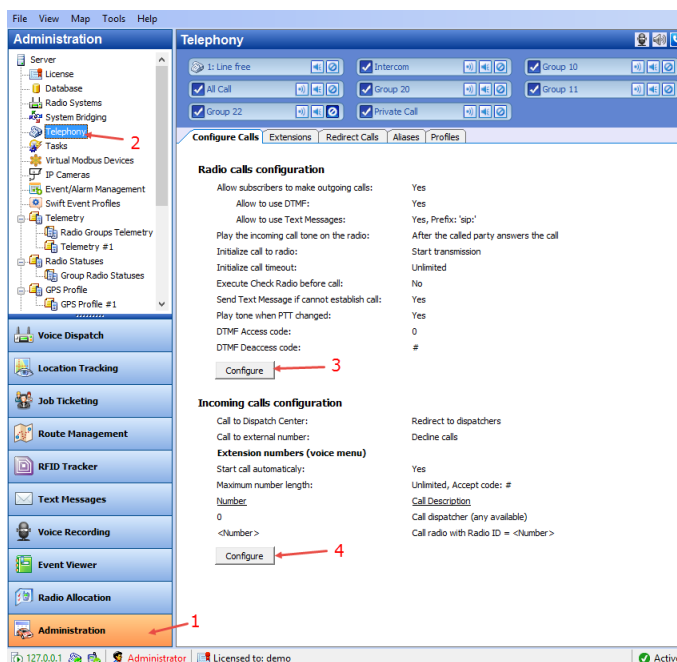 File View Map Tools Help
Administration
Server
License
Database
Radio Systems
System Bridging
Telephony
2
Tasks
Virtual Modbus Devices
IP Cameras
Event/Alarm Management
Swift Event Profiles
Telemetry
Radio Groups Telemetry
Telemetry #1
Radio Statuses
Group Radio Statuses
GPS Profile
GPS Profile #1
Voice Dispatch
Location Tracking
Job Ticketing
Route Management
RFID Tracker
Text Messages
Voice Recording
Event Viewer
Radio Allocation
Administration
1
Telephony
1: Line free Intercom Group 10
All Call Group 20 Group 11
Group 22 Private Call
Configure Calls Extensions Redirect Calls Aliases Profiles
Radio calls configuration
Allow subscribers to make outgoing calls: Yes
Allow to use DTMF: Yes
Allow to use Text Messages: Yes, Prefix: 'sip:'
Play the incoming call tone on the radio: After the called party answers the call
Initialize call to radio: Start transmission
Initialize call timeout: Unlimited
Execute Check Radio before call: No
Send Text Message if cannot establish call: Yes
Play tone when PTT changed: Yes
DTMF Access code: 0
DTMF Deaccess code: #
Configure 3
Incoming calls configuration
Call to Dispatch Center: Redirect to dispatchers
Call to external number: Decline calls
Extension numbers (voice menu)
Start call automaticaly: Yes
Maximum number length: Unlimited, Accept code: #
Number Call Description
0 Call dispatcher (any available)
<Number> Call radio with Radio ID = <Number>
Configure 4
127.0.0.1 Administrator Licensed to: demo Active